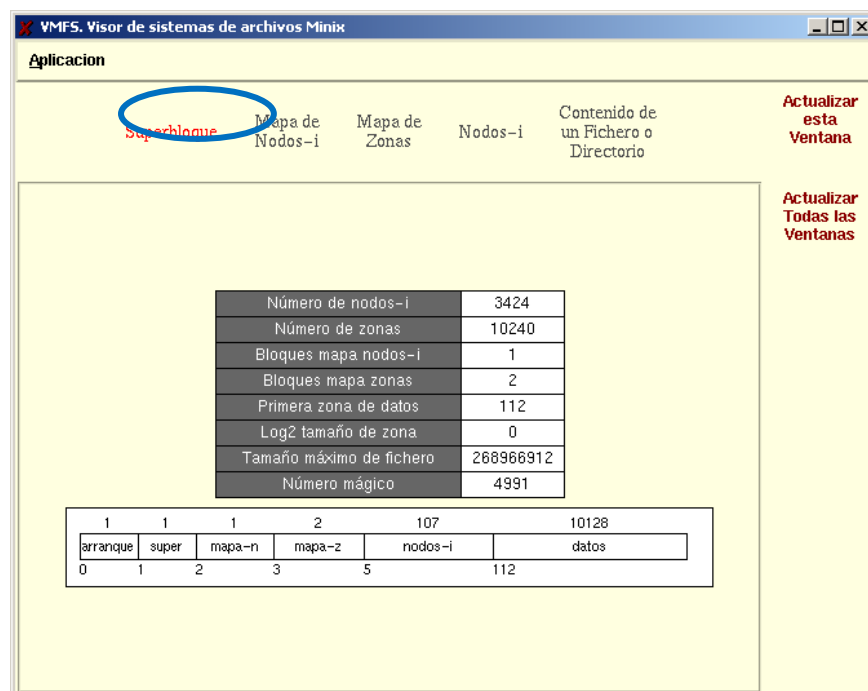 VMFS. Visor de sistemas de archivos Minix
Aplicacion
Superbloque
Mapa de
Nodos-i
Mapa de
Zonas
Nodos-i
Contenido de
un Fichero o
Directorio
Actualizar
esta
Ventana
Actualizar
Todas las
Ventanas
Número de nodos-i 3424
Número de zonas 10240
Bloques mapa nodos-i 1
Bloques mapa zonas 2
Primera zona de datos 112
Log2 tamaño de zona 0
Tamaño máximo de fichero 268966912
Número mágico 4991
1 1 1 2 107 10128
arranque super mapa-n mapa-z nodos-i datos
0 1 2 3 5 112